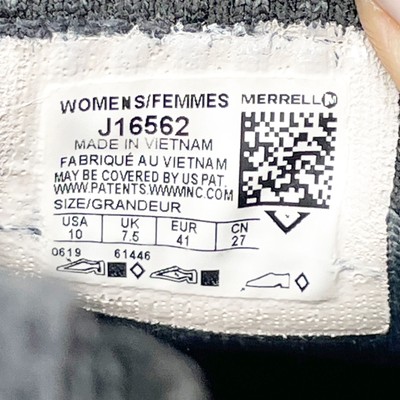 WOMENS/FEMMES MERRELL
J16562
MADE IN VIETNAM
FABRIQUÉ AU VIETNAM
MAY BE COVERED BY US PAT.
WWW.PATENTS.WWWINC.COM
SIZE/GRANDEUR
USA UK EUR CN
10 7.5 41 27
0619 61446